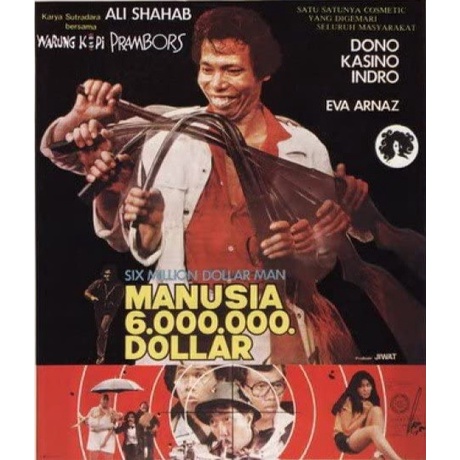 Karya Sutradara ALI SHAHAB
bersama
WARUNG KOPI PRAMBORS
SATU SATUNYA COSMETIC
YANG DIGEMARI
SELURUH MASYARAKAT
DONO
KASINO
INDRO
EVA ARNAZ
SIX MILLION DOLLAR MAN
MANUSIA
6.000.000.
DOLLAR
Producer JIWAT